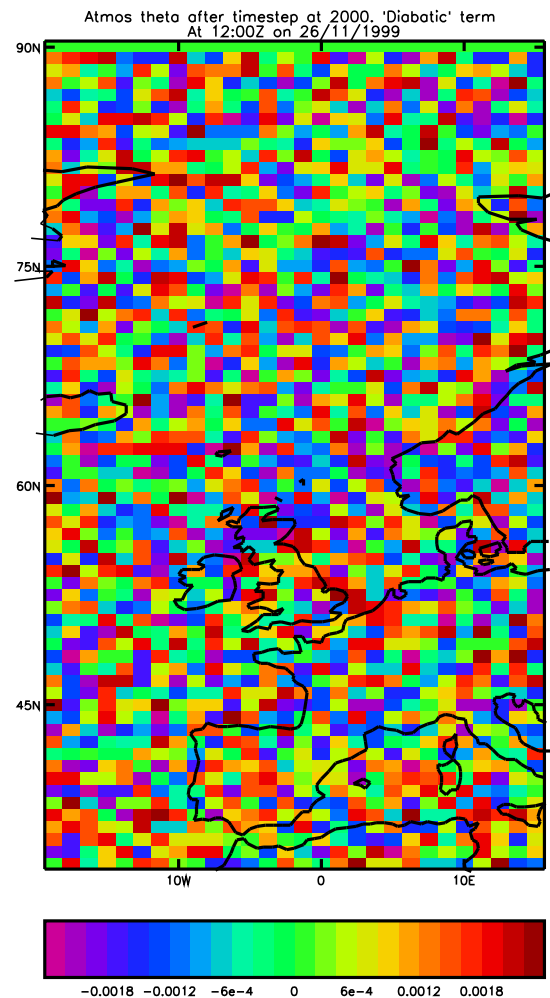 Atmos theta after timestep at 2000. 'Diabatic' term
At 12:00Z on 26/11/1999
90N
75N
60N
45N
10W 0 10E
-0.0018 -0.0012 -6e-4 0 6e-4 0.0012 0.0018